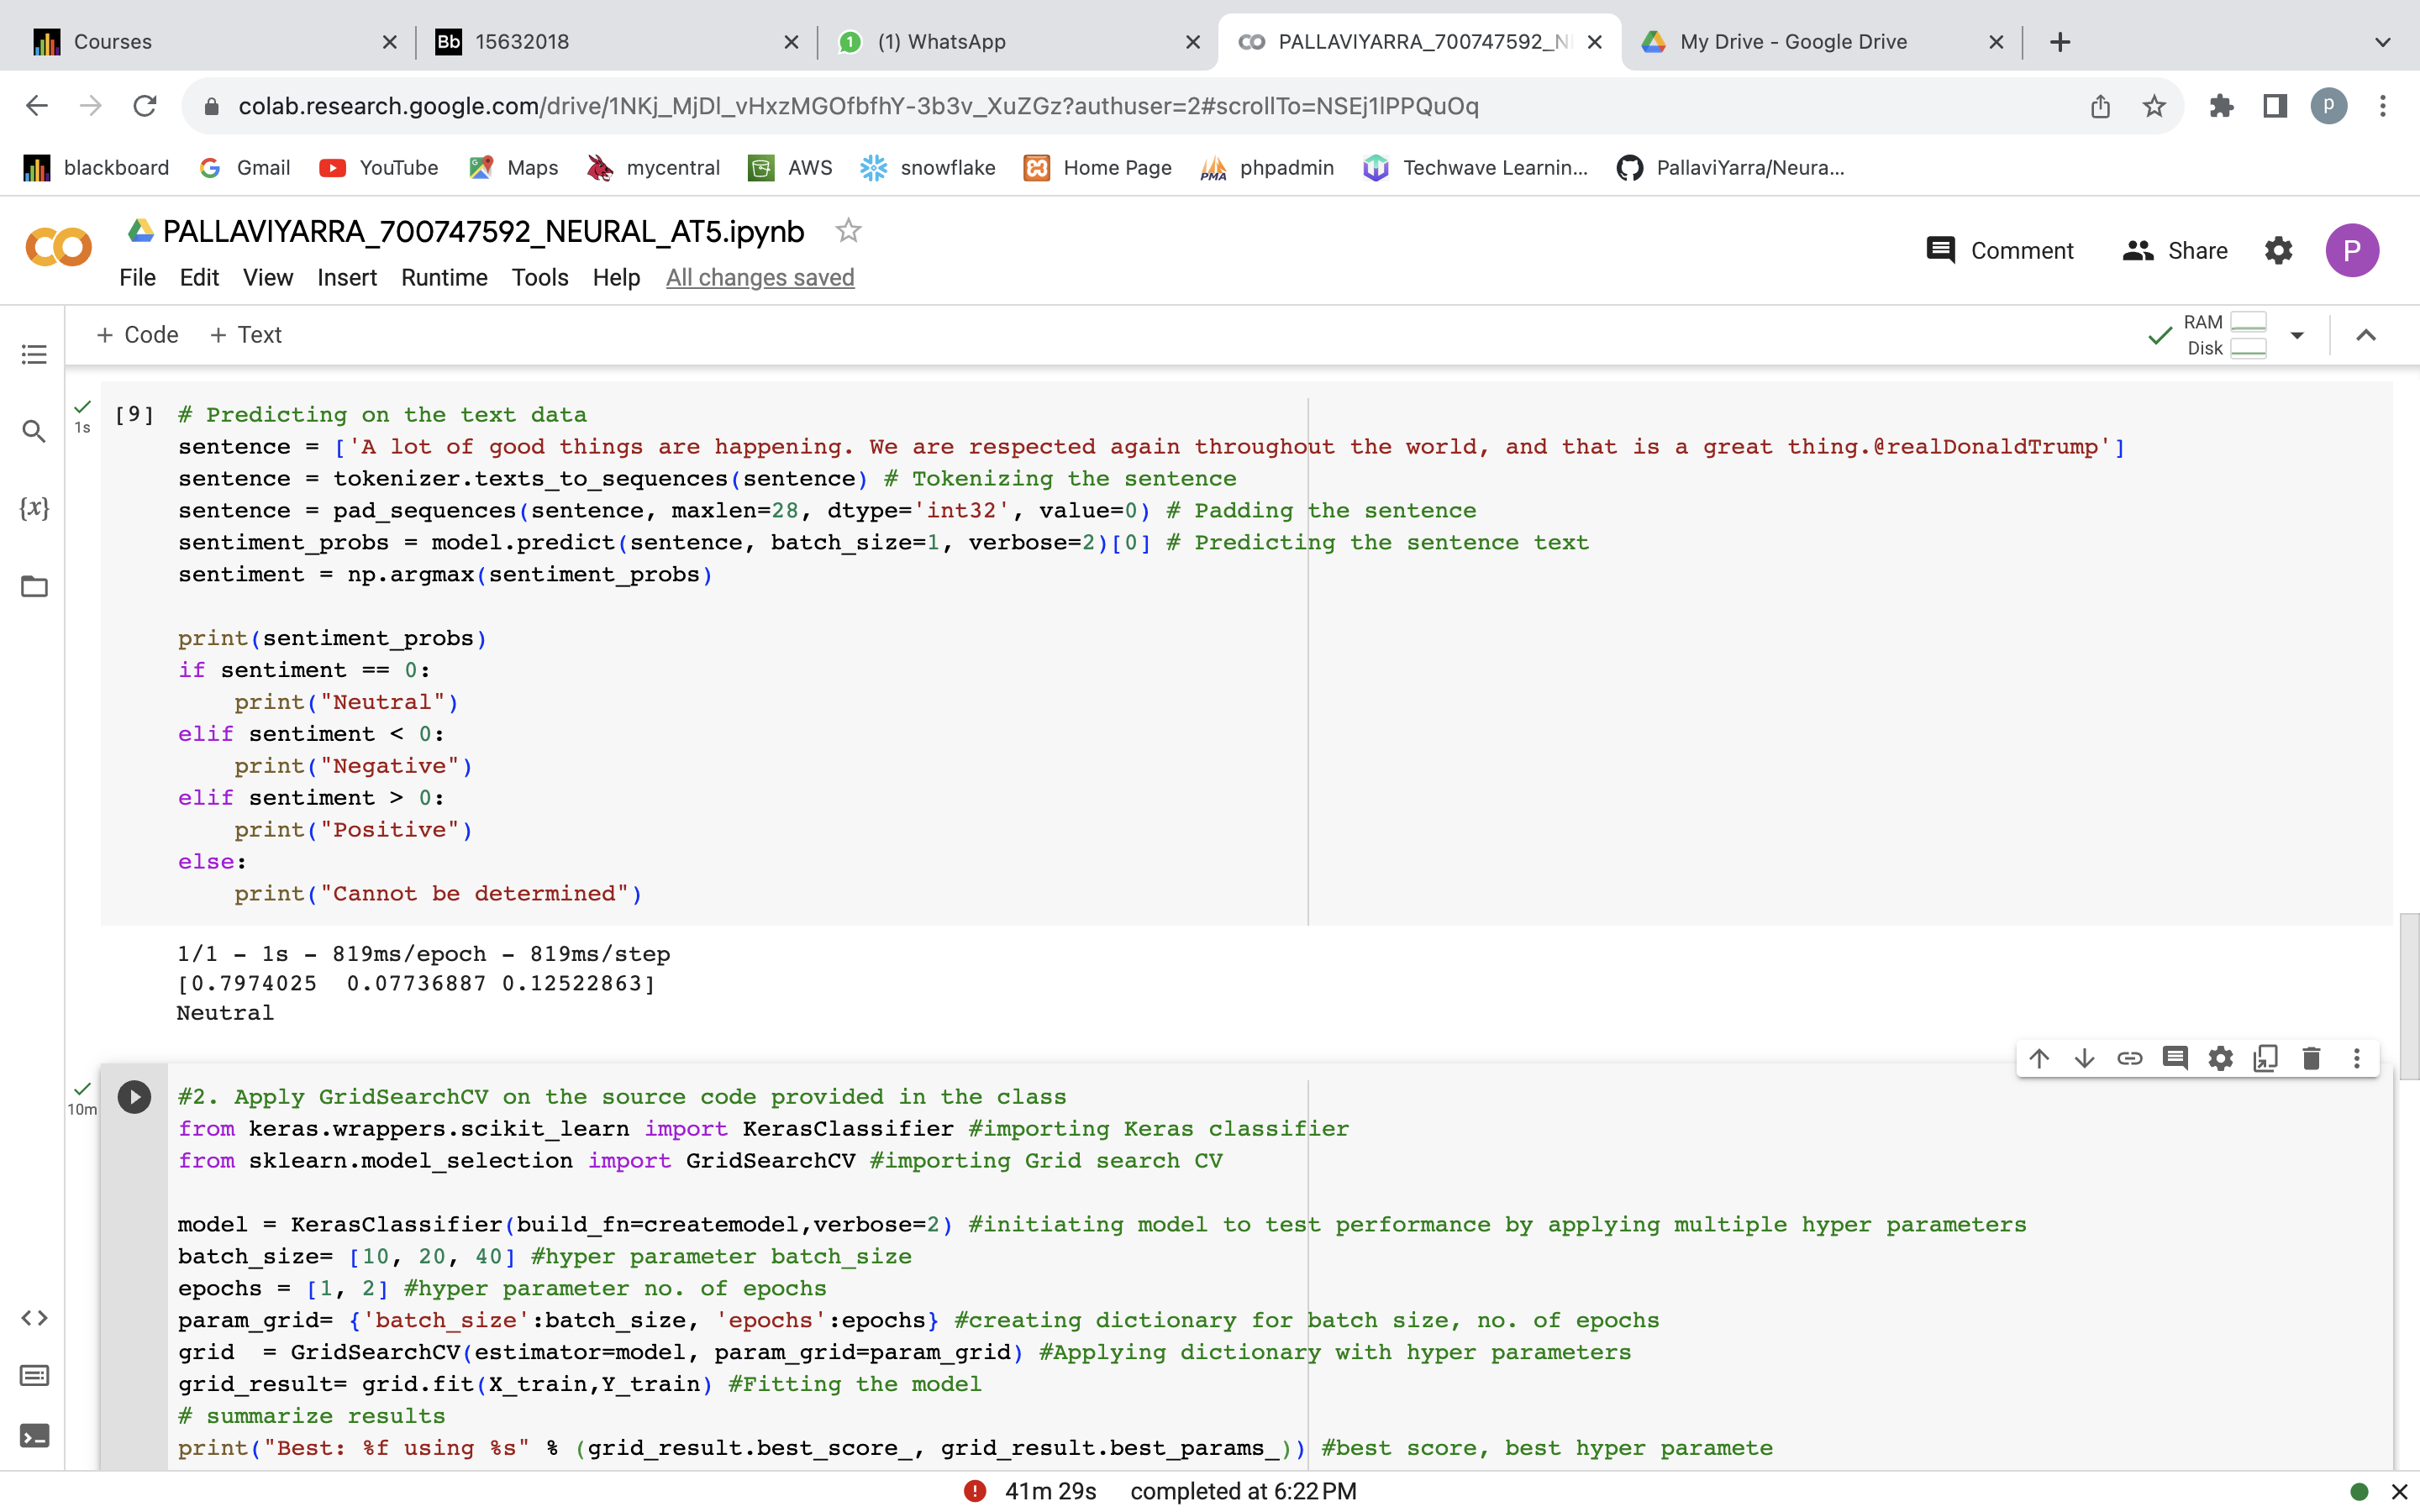 Courses
Bb 15632018
1 (1) WhatsApp
PALLAVIYARRA_700747592_N
My Drive - Google Drive
colab.research.google.com/drive/1NKj_MjDl_vHxzMGOfbfhY-3b3v_XuZGz?authuser=2#scrollTo=NSEj1lPPQuOq
p
blackboard
Gmail
YouTube
Maps
mycentral
AWS
snowflake
Home Page
PMA phpadmin
Techwave Learnin...
PallaviYarra/Neura...
PALLAVIYARRA_700747592_NEURAL_AT5.ipynb
Comment
Share
P
File Edit View Insert Runtime Tools Help All changes saved
+ Code + Text
RAM
Disk
{x}
1s
[9] # Predicting on the text data
sentence = ['A lot of good things are happening. We are respected again throughout the world, and that is a great thing.@realDonaldTrump']
sentence = tokenizer.texts_to_sequences(sentence) # Tokenizing the sentence
sentence = pad_sequences(sentence, maxlen=28, dtype='int32', value=0) # Padding the sentence
sentiment_probs = model.predict(sentence, batch_size=1, verbose=2)[0] # Predicting the sentence text
sentiment = np.argmax(sentiment_probs)
print(sentiment_probs)
if sentiment == 0:
print("Neutral")
elif sentiment < 0:
print("Negative")
elif sentiment > 0:
print("Positive")
else:
print("Cannot be determined")
1/1 - 1s - 819ms/epoch - 819ms/step
[0.7974025  0.07736887 0.12522863]
Neutral
10m
#2. Apply GridSearchCV on the source code provided in the class
from keras.wrappers.scikit_learn import KerasClassifier #importing Keras classifier
from sklearn.model_selection import GridSearchCV #importing Grid search CV
model = KerasClassifier(build_fn=createmodel,verbose=2) #initiating model to test performance by applying multiple hyper parameters
batch_size= [10, 20, 40] #hyper parameter batch_size
epochs = [1, 2] #hyper parameter no. of epochs
param_grid= {'batch_size':batch_size, 'epochs':epochs} #creating dictionary for batch size, no. of epochs
grid  = GridSearchCV(estimator=model, param_grid=param_grid) #Applying dictionary with hyper parameters
grid_result= grid.fit(X_train,Y_train) #Fitting the model
# summarize results
print("Best: %f using %s" % (grid_result.best_score_, grid_result.best_params_)) #best score, best hyper paramete
41m 29s completed at 6:22 PM